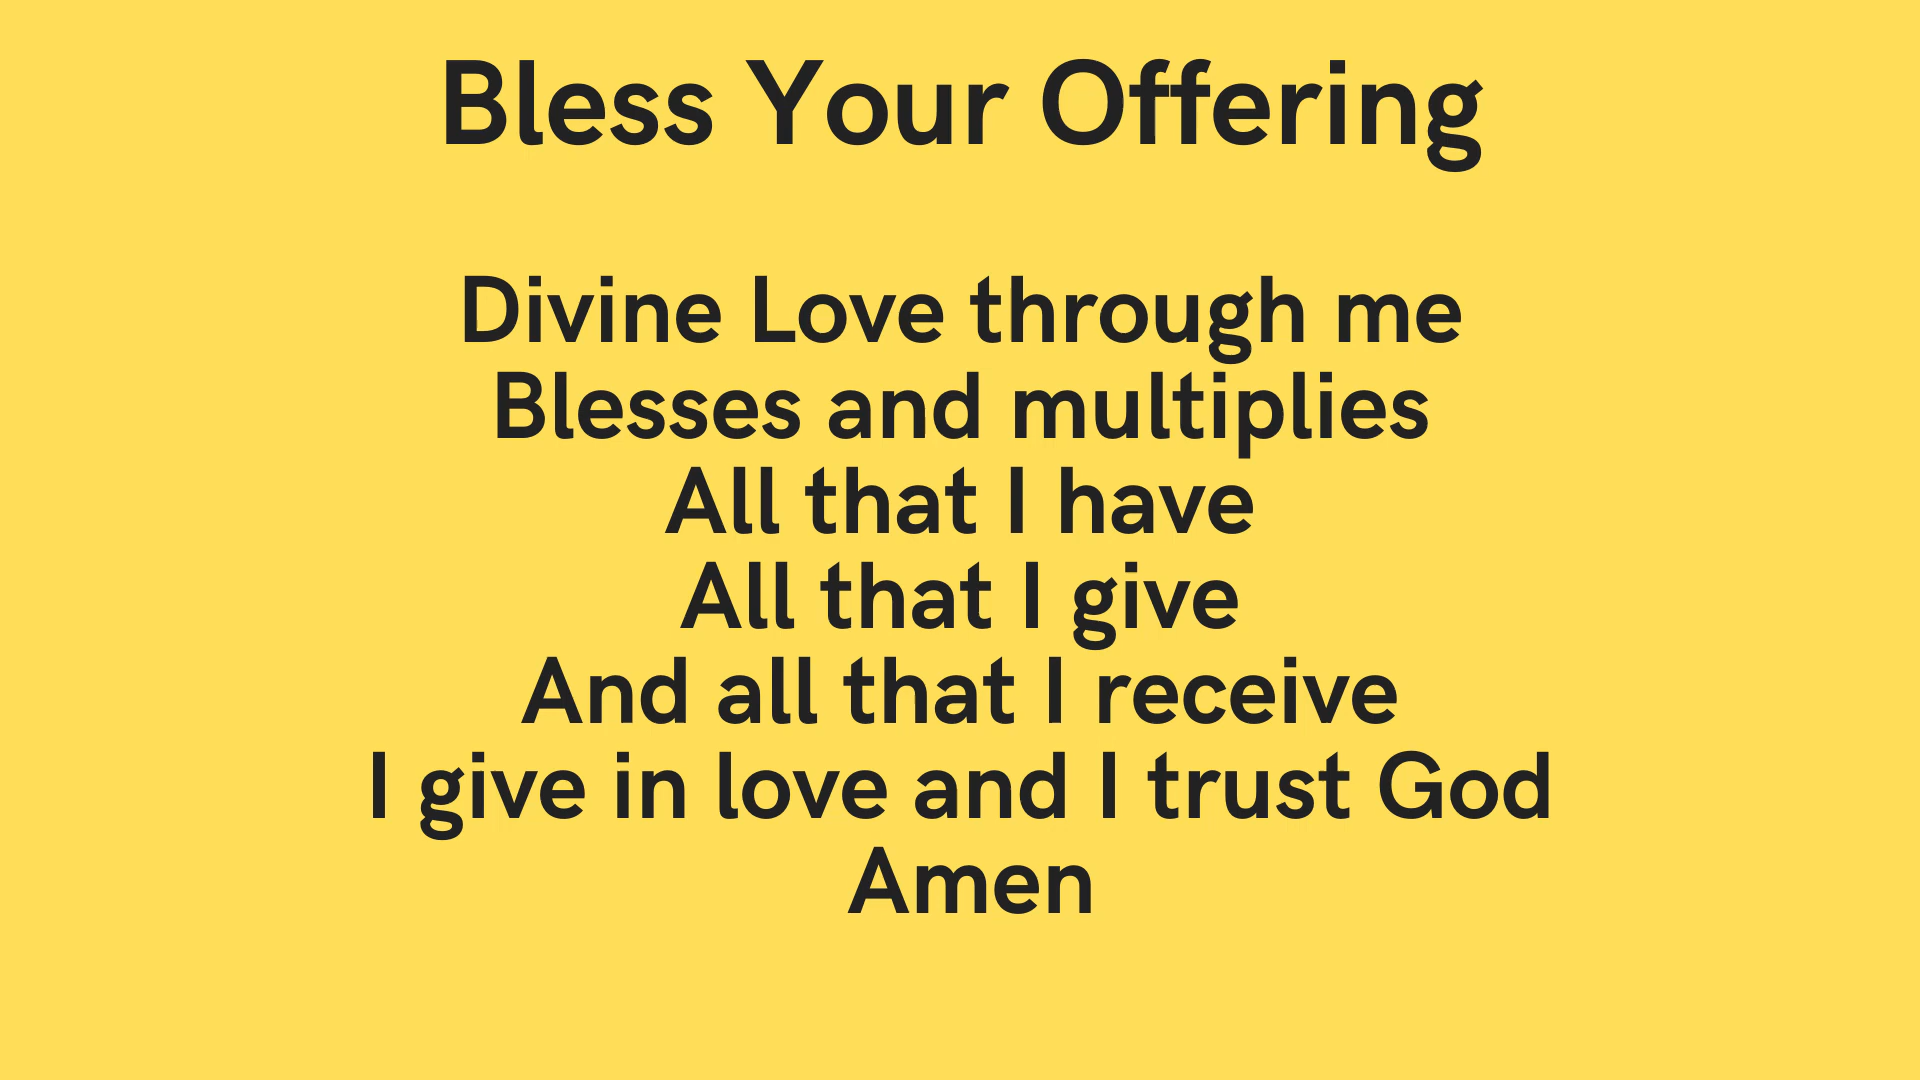 Bless Your Offering
Divine Love through me
Blesses and multiplies
All that I have
All that I give
And all that I receive
I give in love and I trust God
Amen